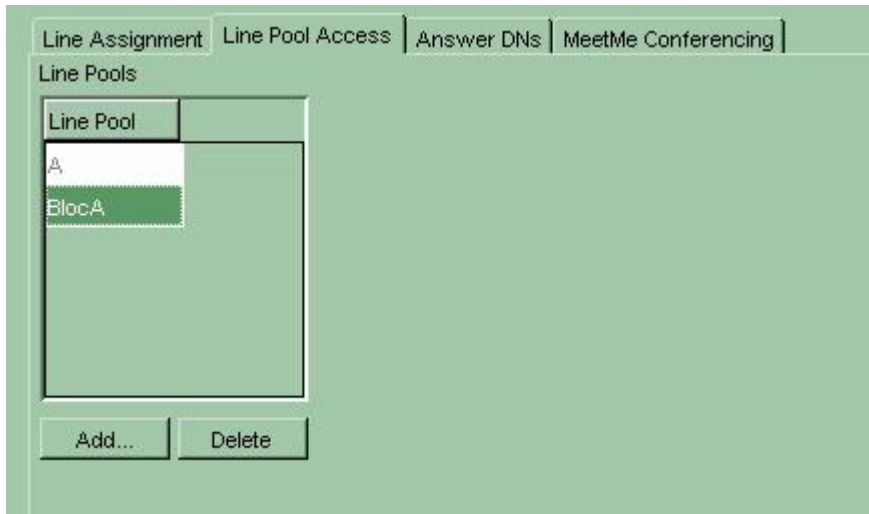 Line Assignment Line Pool Access Answer DNs MeetMe Conferencing
Line Pools
Line Pool
A
BlocA
Add... Delete